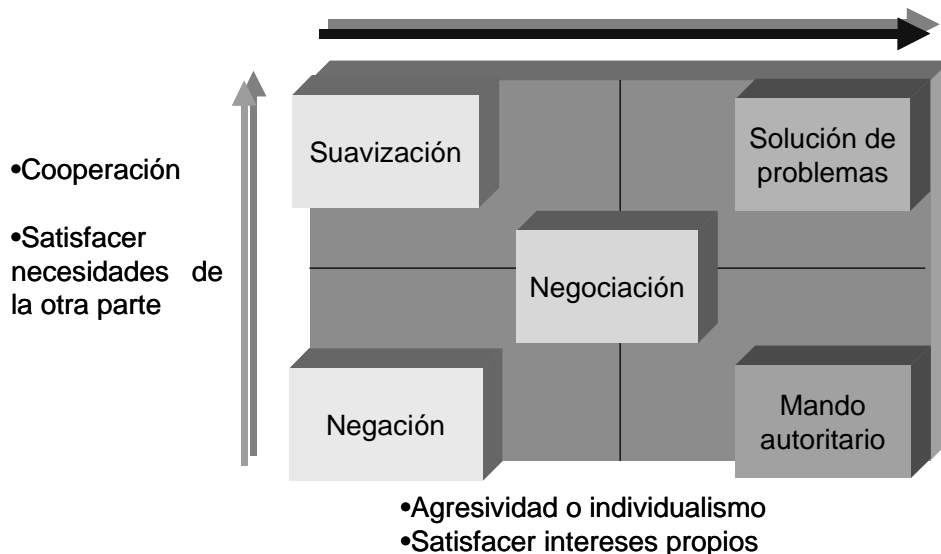 Suavización
Solución de
problemas
•Cooperación
•Satisfacer
necesidades de
la otra parte
Negociación
Negación
Mando
autoritario
•Agresividad o individualismo
•Satisfacer intereses propios